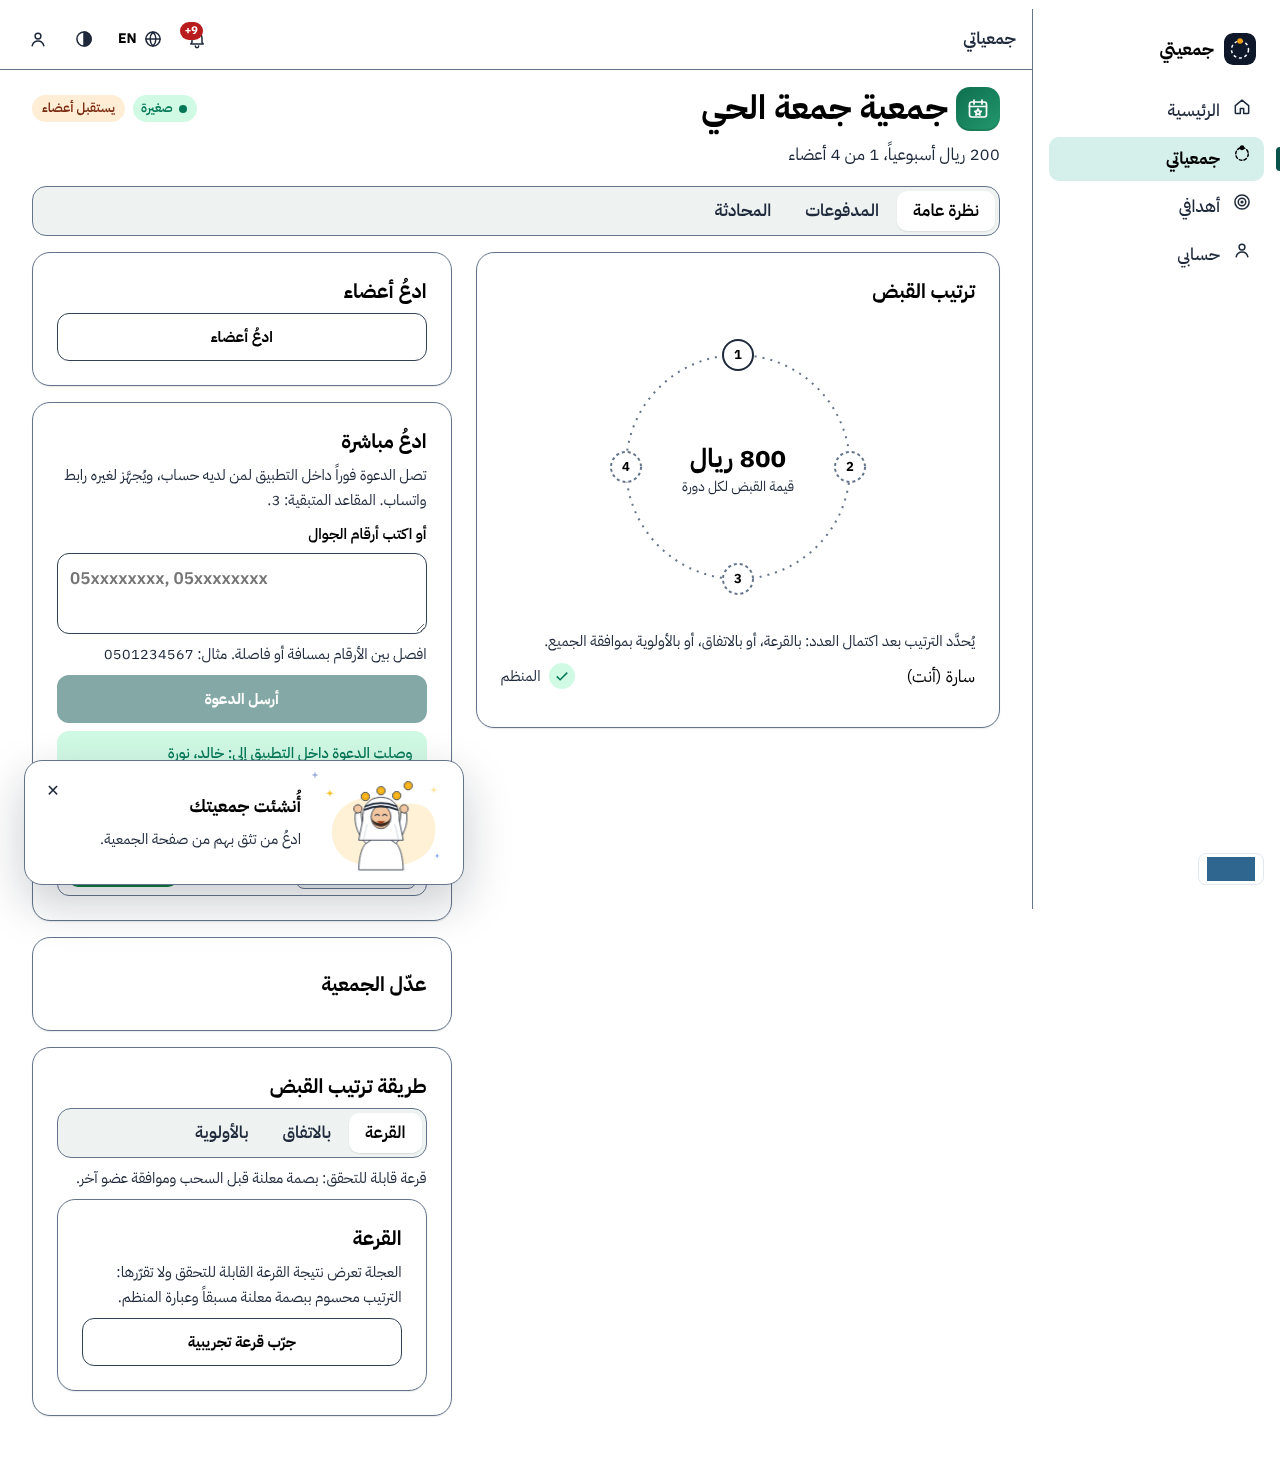 جمعيتي
الرئيسية
جمعياتي
أهدافي
حسابي
جمعياتي
9+
EN
جمعية جمعة الحي
صغيرة
يستقبل أعضاء
200 ريال أسبوعياً، 1 من 4 أعضاء
نظرة عامة
المدفوعات
المحادثة
ترتيب القبض
1
2
3
4
800 ريال
قيمة القبض لكل دورة
يُحدَّد الترتيب بعد اكتمال العدد: بالقرعة، أو بالاتفاق، أو بالأولوية بموافقة الجميع.
سارة (أنت)
المنظم
ادعُ أعضاء
ادعُ أعضاء
ادعُ مباشرة
تصل الدعوة فوراً داخل التطبيق لمن لديه حساب، ويُجهَّز لغيره رابط
واتساب. المقاعد المتبقية: 3.
أو اكتب أرقام الجوال
05xxxxxxxx, 05xxxxxxxx
افصل بين الأرقام بمسافة أو فاصلة. مثال: 0501234567
أرسل الدعوة
وصلت الدعوة داخل التطبيق إلى: خالد، نورة
أُنشئت جمعيتك
ادعُ من تثق بهم من صفحة الجمعية.
عدّل الجمعية
طريقة ترتيب القبض
القرعة
بالاتفاق
بالأولوية
قرعة قابلة للتحقق: بصمة معلنة قبل السحب وموافقة عضو آخر.
القرعة
العجلة تعرض نتيجة القرعة القابلة للتحقق ولا تقرّرها:
الترتيب محسوم ببصمة معلنة مسبقاً وعبارة المنظم.
جرّب قرعة تجريبية